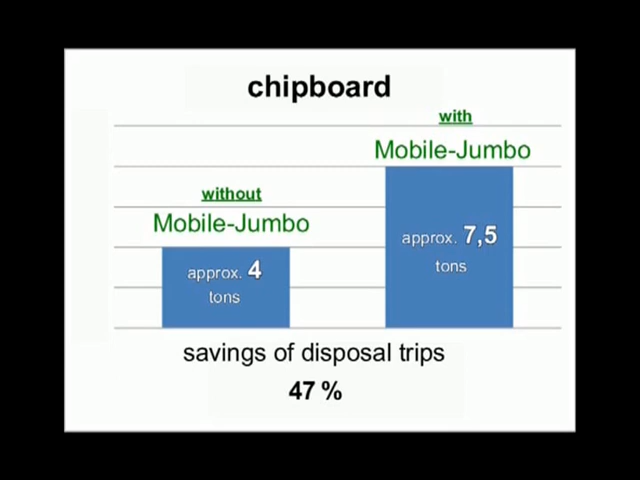 chipboard
with
Mobile-Jumbo
without
Mobile-Jumbo
approx. 7,5
tons
approx. 4
tons
savings of disposal trips
47 %